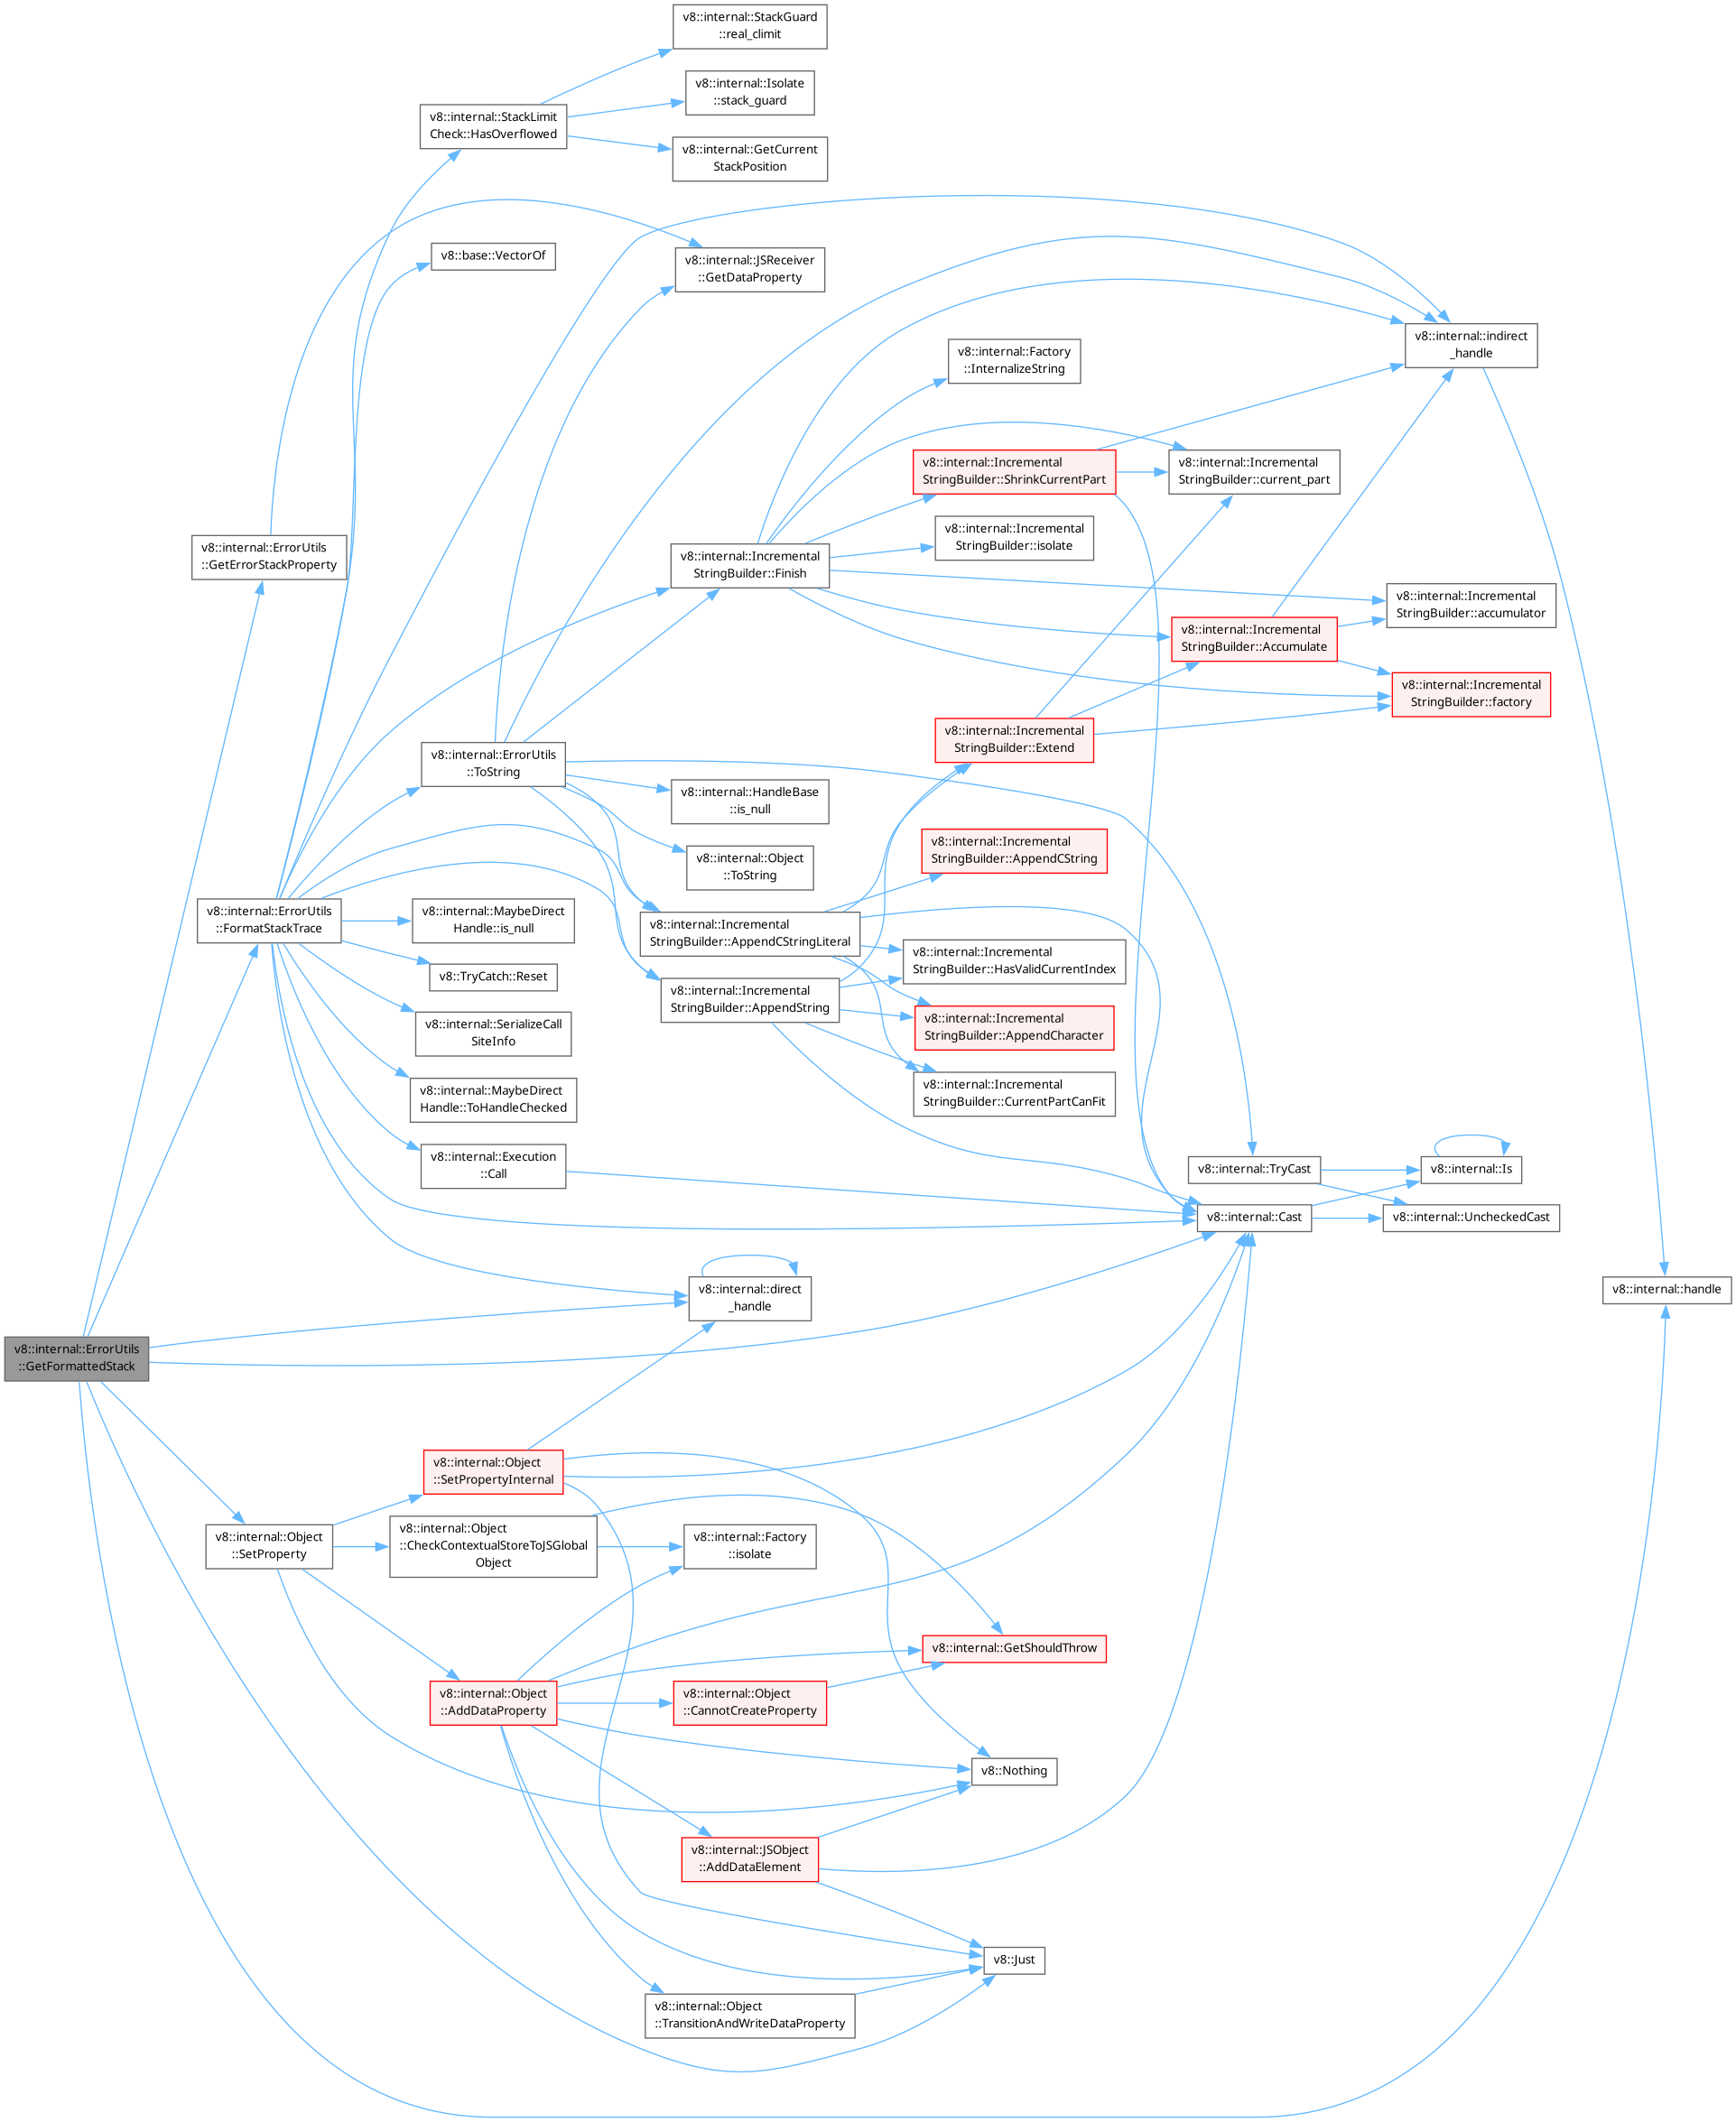 v8::internal::StackGuard
::real_climit
v8::internal::Isolate
::stack_guard
v8::internal::StackLimit
Check::HasOverflowed
v8::internal::GetCurrent
StackPosition
v8::base::VectorOf
v8::internal::JSReceiver
::GetDataProperty
v8::internal::indirect
_handle
v8::internal::Factory
::InternalizeString
v8::internal::Incremental
StringBuilder::ShrinkCurrentPart
v8::internal::Incremental
StringBuilder::current_part
v8::internal::ErrorUtils
::GetErrorStackProperty
v8::internal::Incremental
StringBuilder::Finish
v8::internal::Incremental
StringBuilder::isolate
v8::internal::Incremental
StringBuilder::accumulator
v8::internal::Incremental
StringBuilder::Accumulate
v8::internal::Incremental
StringBuilder::factory
v8::internal::Incremental
StringBuilder::Extend
v8::internal::ErrorUtils
::ToString
v8::internal::HandleBase
::is_null
v8::internal::Object
::ToString
v8::internal::Incremental
StringBuilder::AppendCString
v8::internal::ErrorUtils
::FormatStackTrace
v8::internal::MaybeDirect
Handle::is_null
v8::internal::Incremental
StringBuilder::AppendCStringLiteral
v8::internal::Incremental
StringBuilder::HasValidCurrentIndex
v8::TryCatch::Reset
v8::internal::Incremental
StringBuilder::AppendString
v8::internal::Incremental
StringBuilder::AppendCharacter
v8::internal::SerializeCall
SiteInfo
v8::internal::MaybeDirect
Handle::ToHandleChecked
v8::internal::Incremental
StringBuilder::CurrentPartCanFit
v8::internal::Execution
::Call
v8::internal::TryCast
v8::internal::Is
v8::internal::Cast
v8::internal::UncheckedCast
v8::internal::direct
_handle
v8::internal::handle
v8::internal::ErrorUtils
::GetFormattedStack
v8::internal::Object
::SetPropertyInternal
v8::internal::Object
::SetProperty
v8::internal::Object
::CheckContextualStoreToJSGlobal
Object
v8::internal::Factory
::isolate
v8::internal::GetShouldThrow
v8::internal::Object
::AddDataProperty
v8::internal::Object
::CannotCreateProperty
v8::Nothing
v8::internal::JSObject
::AddDataElement
v8::Just
v8::internal::Object
::TransitionAndWriteDataProperty